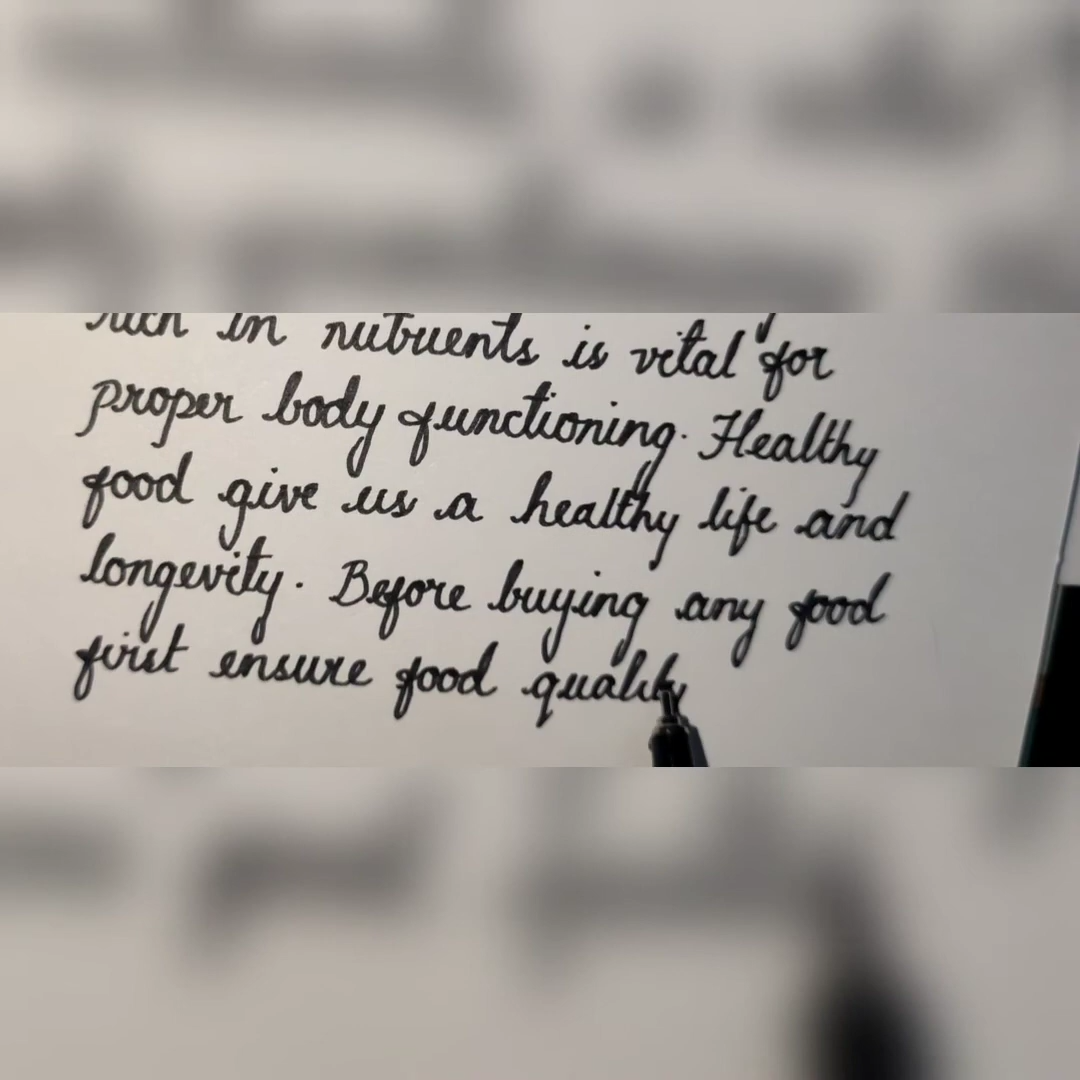 rich in nutrients is vital for
proper body functioning. Healthy
food give us a healthy life and
longevity. Before buying any food
first ensure food quality